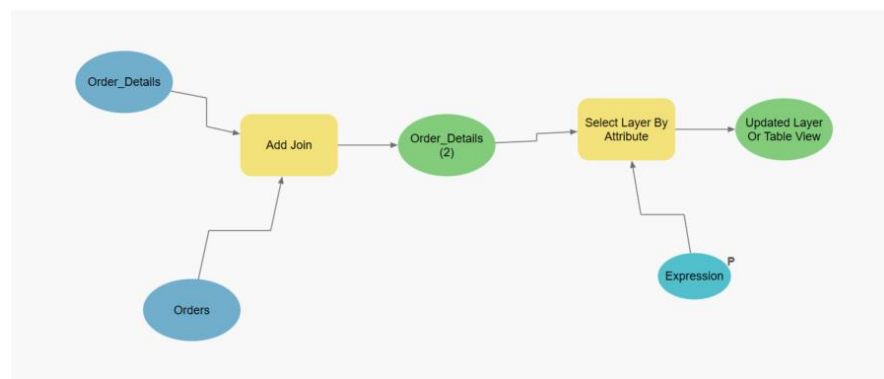 Order_Details
Add Join
Order_Details
(2)
Select Layer By
Attribute
Updated Layer
Or Table View
P
Expression
Orders